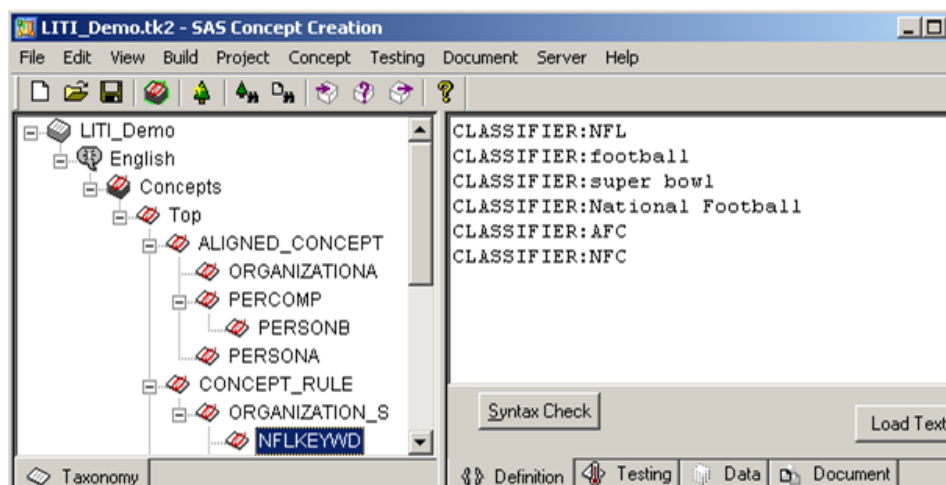 LITI_Demo.tk2 - SAS Concept Creation
File Edit View Build Project Concept Testing Document Server Help
LITI_Demo
English
Concepts
Top
ALIGNED_CONCEPT
ORGANIZATIONA
PERCOMP
PERSONB
PERSONA
CONCEPT_RULE
ORGANIZATION_S
NFLKEYWD
Taxonomy
CLASSIFIER:NFL
CLASSIFIER:football
CLASSIFIER:super bowl
CLASSIFIER:National Football
CLASSIFIER:AFC
CLASSIFIER:NFC
Syntax Check
Load Text
Definition Testing Data Document